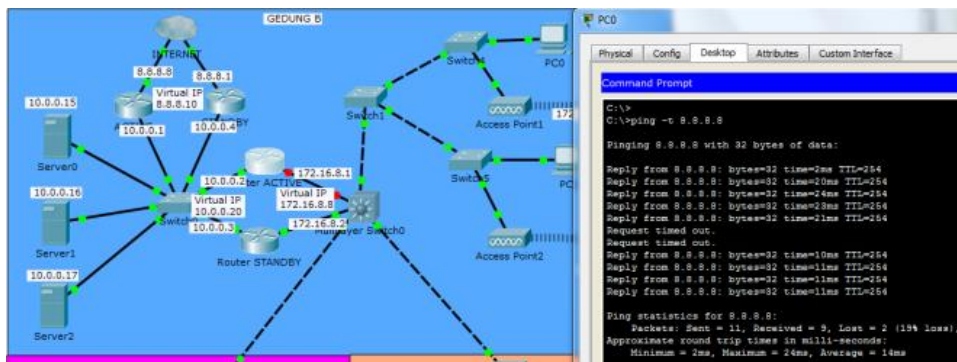 GEDUNG B
INTERNET
8.8.8.8
8.8.8.1
Virtual IP
8.8.8.10
STANDBY
10.0.0.15
10.0.0.1
10.0.0.4
Server0
10.0.0.2
ACTIVE
172.16.8.1
10.0.0.16
Virtual IP
10.0.0.20
Virtual IP
172.16.8.8
10.0.0.3
172.16.8.2
Multilayer Switch0
Server1
Router STANDBY
10.0.0.17
Server2
Switch4
PC0
Switch1
Access Point1
172
Switch5
PC
Access Point2
PC0
Physical Config Desktop Attributes Custom Interface
Command Prompt
C:\>
C:\>ping -t 8.8.8.8
Pinging 8.8.8.8 with 32 bytes of data:
Reply from 8.8.8.8: bytes=32 time=2ms TTL=254
Reply from 8.8.8.8: bytes=32 time=20ms TTL=254
Reply from 8.8.8.8: bytes=32 time=24ms TTL=254
Reply from 8.8.8.8: bytes=32 time=23ms TTL=254
Reply from 8.8.8.8: bytes=32 time=21ms TTL=254
Request timed out.
Request timed out.
Reply from 8.8.8.8: bytes=32 time=10ms TTL=254
Reply from 8.8.8.8: bytes=32 time=11ms TTL=254
Reply from 8.8.8.8: bytes=32 time=11ms TTL=254
Reply from 8.8.8.8: bytes=32 time=11ms TTL=254
Ping statistics for 8.8.8.8:
Packets: Sent = 11, Received = 9, Lost = 2 (19% loss),
Approximate round trip times in milli-seconds:
Minimum = 2ms, Maximum = 24ms, Average = 14ms